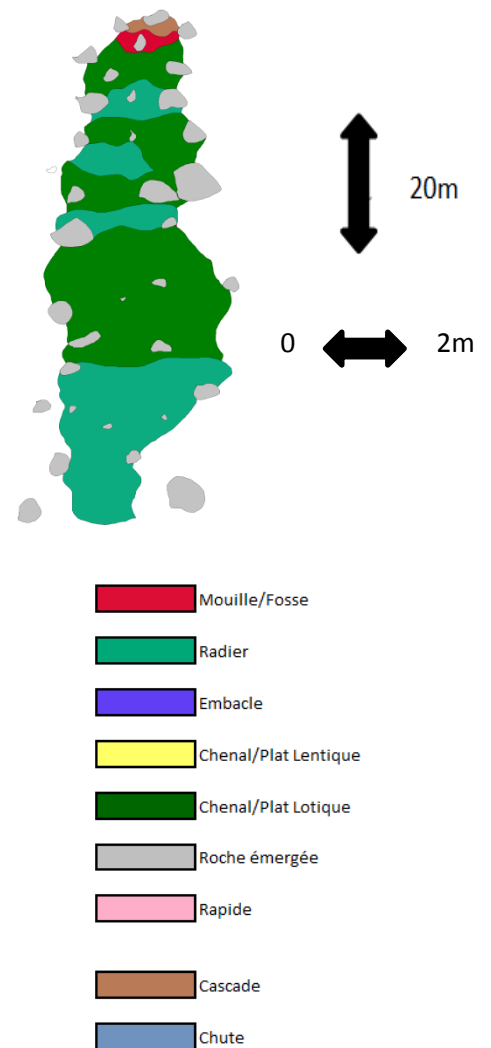 20m
0 2m
Mouille/Fosse
Radier
Embacle
Chenal/Plat Lentique
Chenal/Plat Lotique
Roche émergée
Rapide
Cascade
Chute